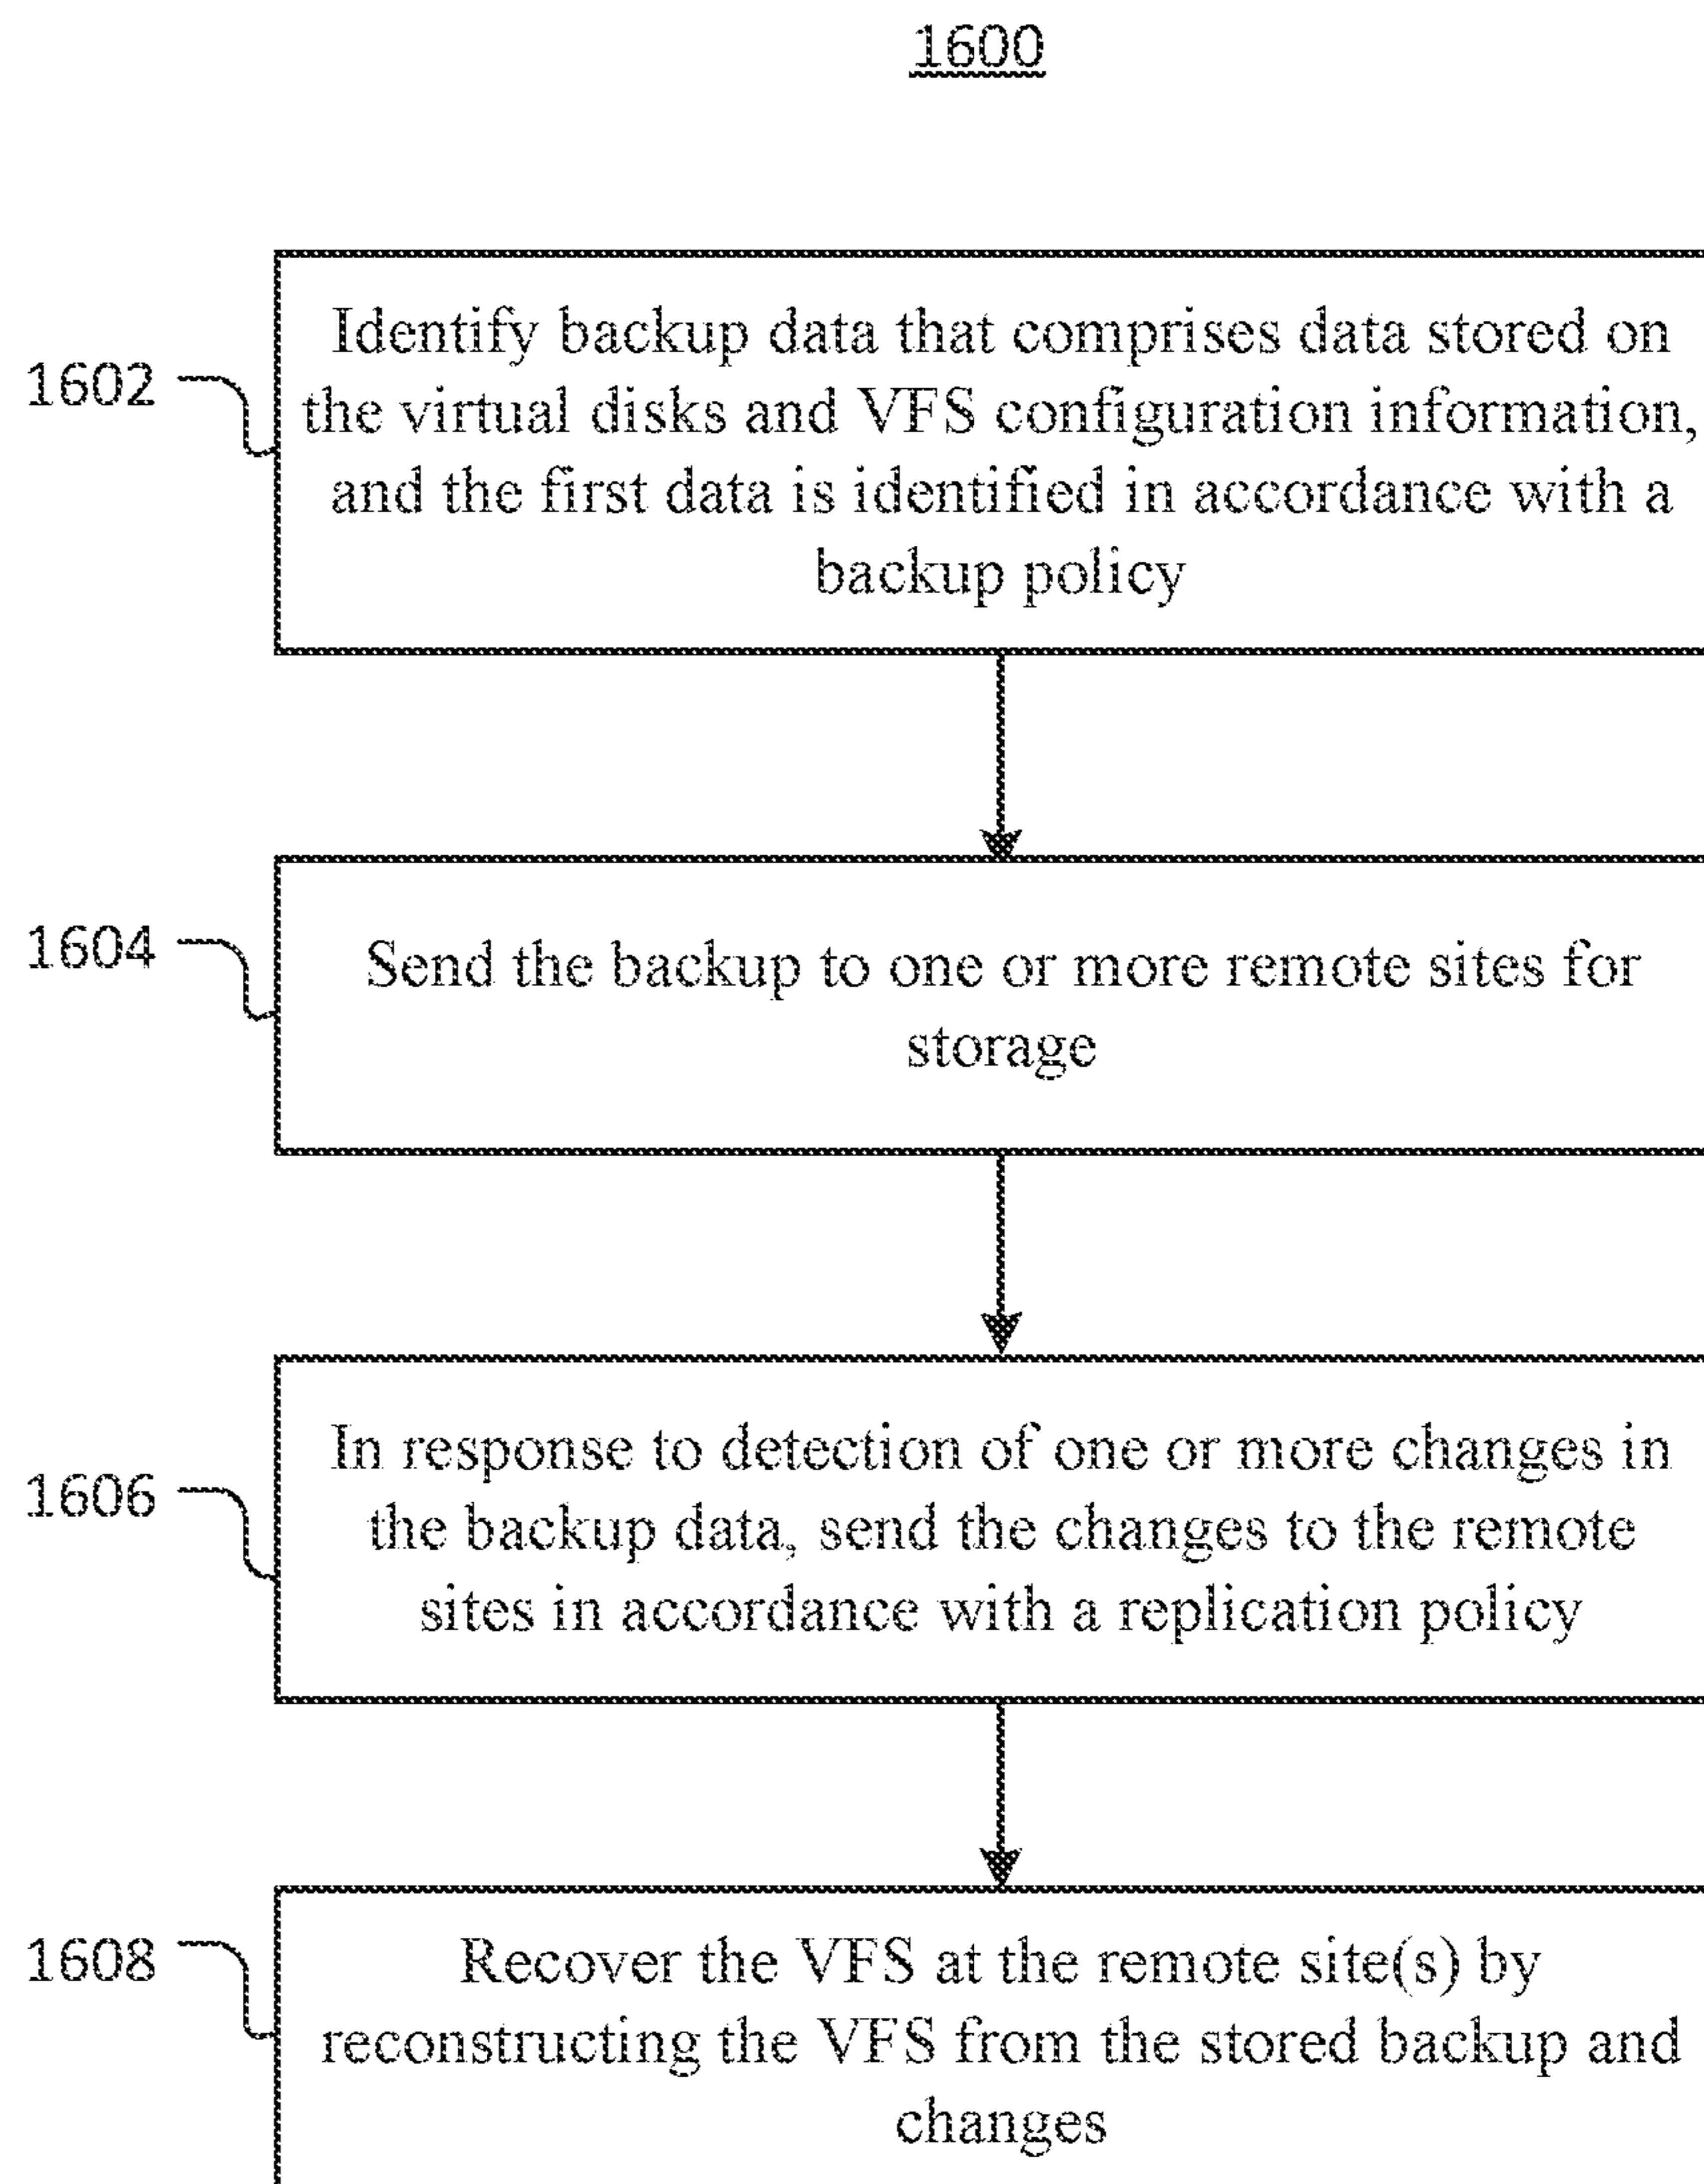 1600
1602
Identify backup data that comprises data stored on
the virtual disks and VFS configuration information,
and the first data is identified in accordance with a
backup policy
1604
Send the backup to one or more remote sites for
storage
1606
In response to detection of one or more changes in
the backup data, send the changes to the remote
sites in accordance with a replication policy
1608
Recover the VFS at the remote site(s) by
reconstructing the VFS from the stored backup and
changes